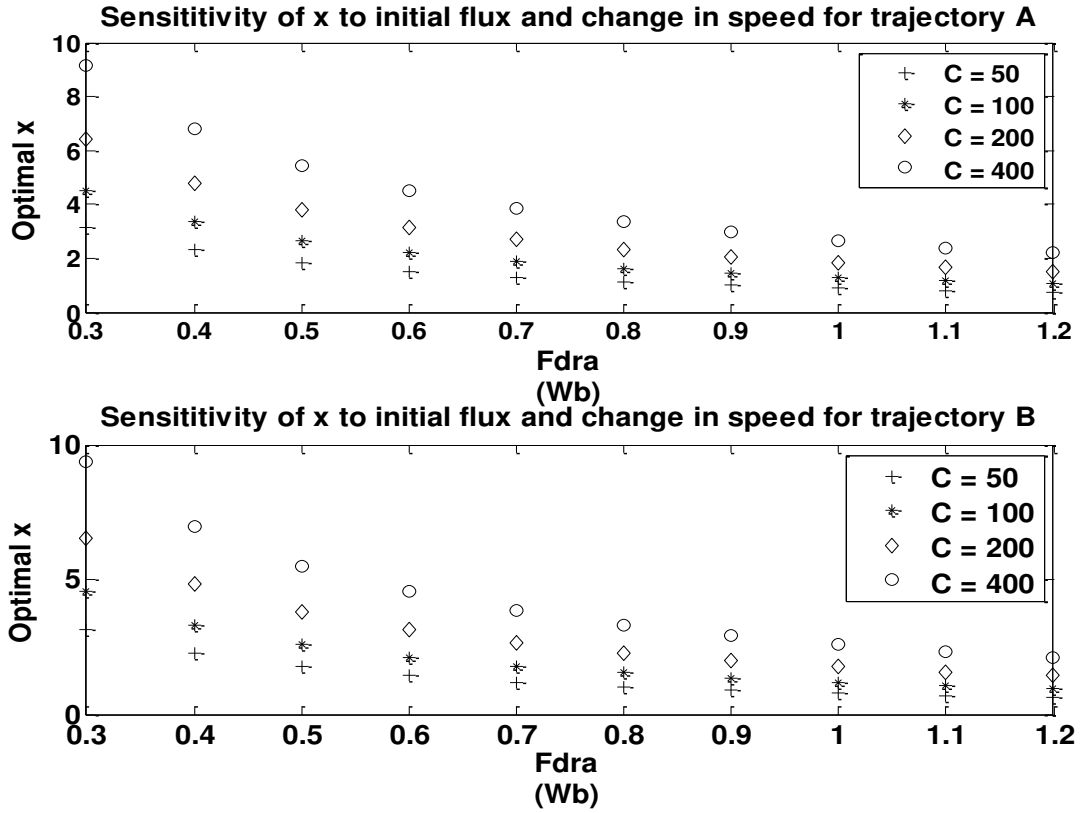 Sensititivity of x to initial flux and change in speed for trajectory A
10
8
6
4
2
0
Optimal x
C = 50
C = 100
C = 200
C = 400
0.3 0.4 0.5 0.6 0.7 0.8 0.9 1 1.1 1.2
Fdra
(Wb)
Sensititivity of x to initial flux and change in speed for trajectory B
10
5
0
Optimal x
C = 50
C = 100
C = 200
C = 400
0.3 0.4 0.5 0.6 0.7 0.8 0.9 1 1.1 1.2
Fdra
(Wb)